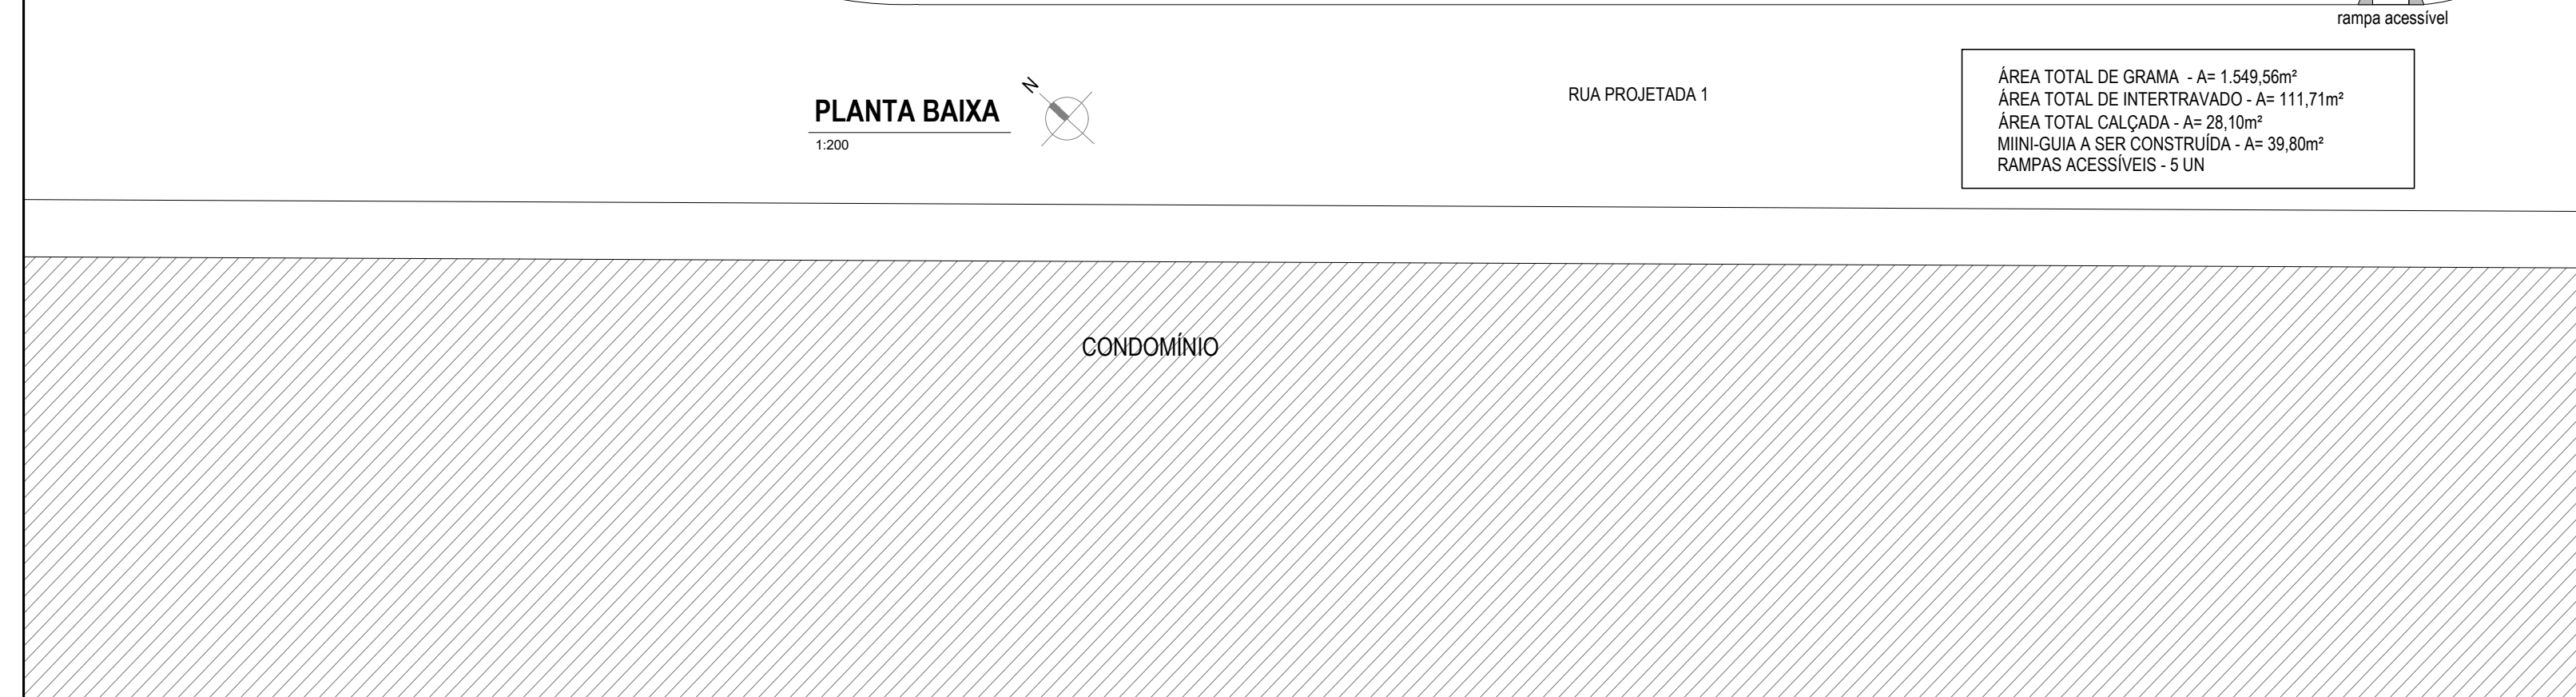 rampa acessível
N
PLANTA BAIXA
1:200
RUA PROJETADA 1
ÁREA TOTAL DE GRAMA - A= 1.549,56m²
ÁREA TOTAL DE INTERTRAVADO - A= 111,71m²
ÁREA TOTAL CALÇADA - A= 28,10m²
MIINI-GUIA A SER CONSTRUÍDA - A= 39,80m²
RAMPAS ACESSÍVEIS - 5 UN
CONDOMÍNIO